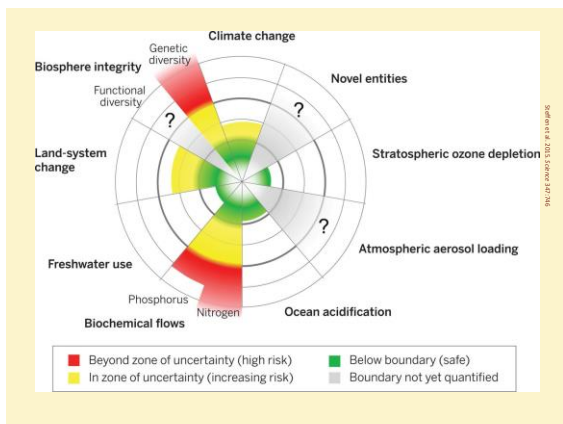 Climate change
Genetic
diversity
Biosphere integrity
Functional
diversity
Novel entities
?
?
Land-system
change
Stratospheric ozone depletion
?
Atmospheric aerosol loading
Freshwater use
Phosphorus
Nitrogen
Biochemical flows
Ocean acidification
Beyond zone of uncertainty (high risk)
In zone of uncertainty (increasing risk)
Below boundary (safe)
Boundary not yet quantified
Steffen et al. 2015. Science 347:746